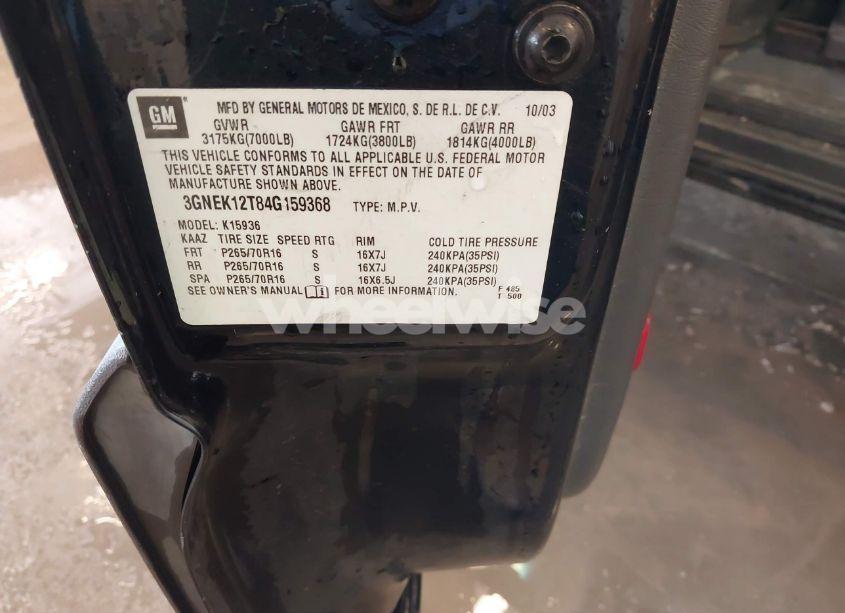 GM
MFD BY GENERAL MOTORS DE MEXICO, S. DE R.L. DE C.V. 10/03
GVWR GAWR FRT GAWR RR
3175KG(7000LB) 1724KG(3800LB) 1814KG(4000LB)
THIS VEHICLE CONFORMS TO ALL APPLICABLE U.S. FEDERAL MOTOR
VEHICLE SAFETY STANDARDS IN EFFECT ON THE DATE OF
MANUFACTURE SHOWN ABOVE.
3GNEK12T84G159368 TYPE: M.P.V.
MODEL: K15936
KAAZ TIRE SIZE SPEED RTG RIM COLD TIRE PRESSURE
FRT P265/70R16 S 16X7J 240KPA(35PSI)
RR P265/70R16 S 16X7J 240KPA(35PSI)
SPA P265/70R16 S 16X6.5J 240KPA(35PSI)
SEE OWNER'S MANUAL FOR MORE INFORMATION. F 485
T 500
wheelwise